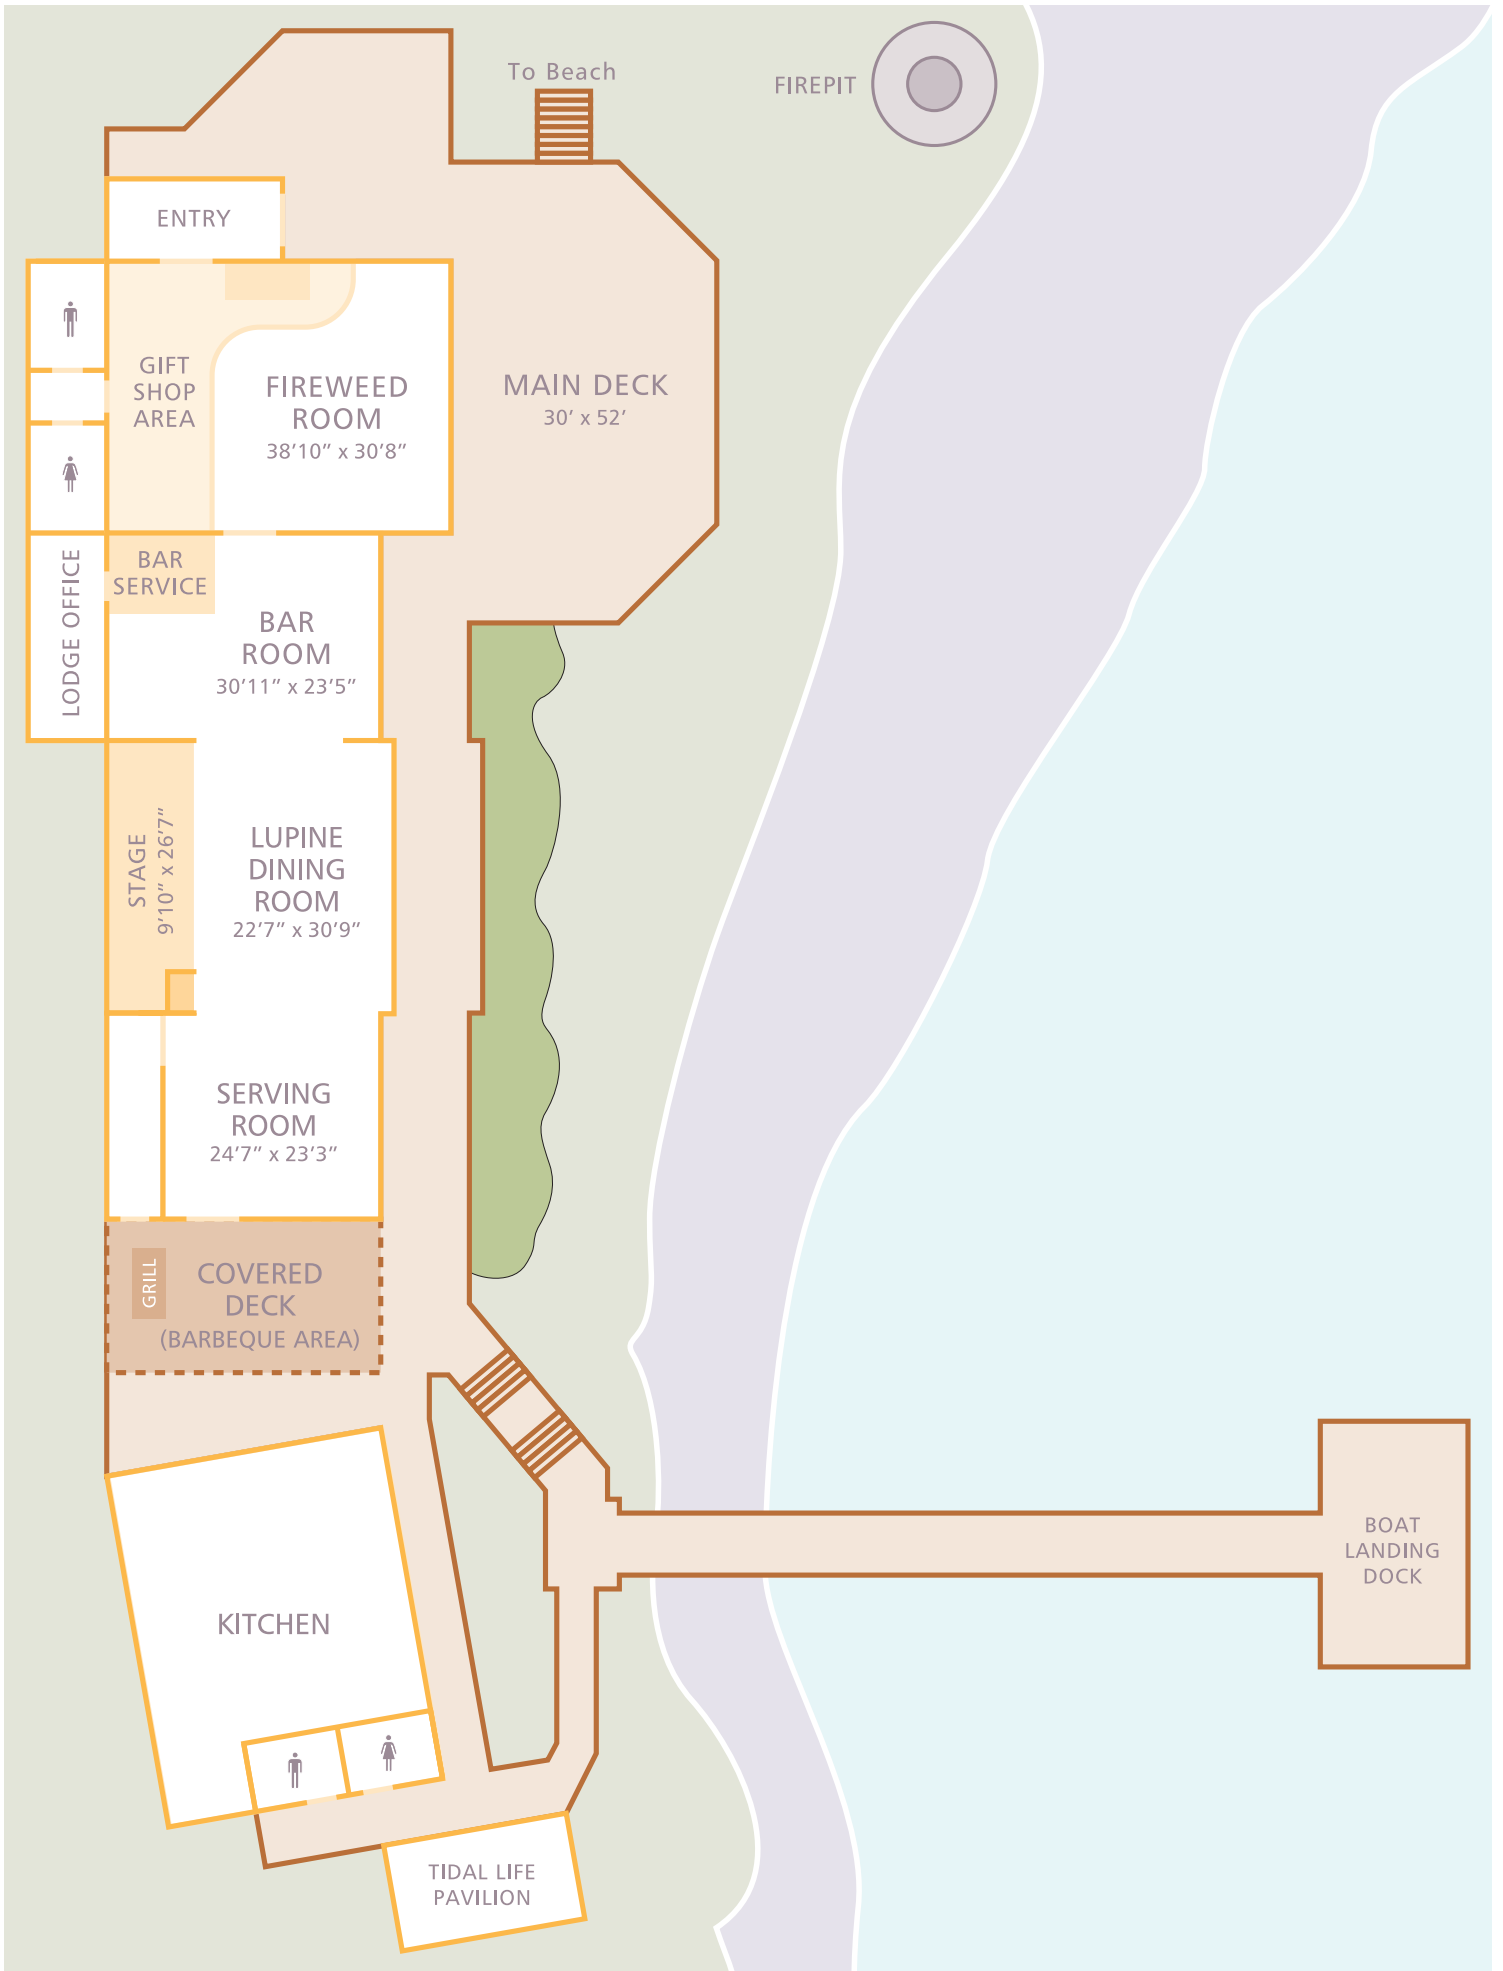 To Beach
FIREPIT
ENTRY
GIFT
SHOP
AREA
FIREWEED
ROOM
38’10” x 30’8”
MAIN DECK
30’ x 52’
LODGE OFFICE
BAR
SERVICE
BAR
ROOM
30’11” x 23’5”
STAGE
9’10” x 26’7”
LUPINE
DINING
ROOM
22’7” x 30’9”
SERVING
ROOM
24’7” x 23’3”
GRILL
COVERED
DECK
(BARBEQUE AREA)
BOAT
LANDING
DOCK
KITCHEN
TIDAL LIFE
PAVILION